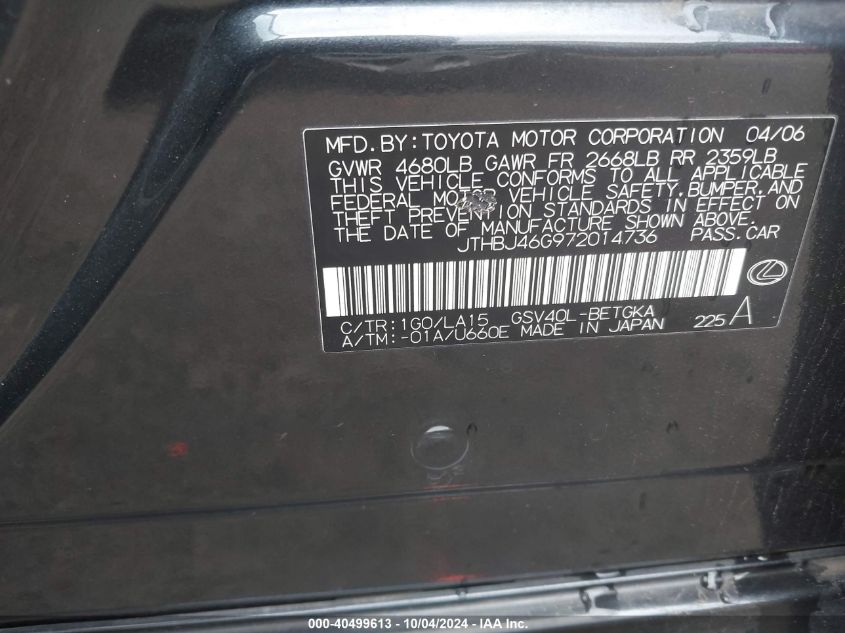 MFD.BY:TOYOTA MOTOR CORPORATION 04/06
GVWR 4680LB GAWR FR 2668LB RR 2359LB
THIS VEHICLE CONFORMS TO ALL APPLICABLE
FEDERAL MOTOR VEHICLE SAFETY,BUMPER,AND
THEFT PREVENTION STANDARDS IN EFFECT ON
THE DATE OF MANUFACTURE SHOWN ABOVE.
JTHBJ46G972014736 PASS.CAR
C/TR:1G0/LA15 GSV40L-BETGKA
A/TM:-01A/U660E MADE IN JAPAN 225 A
000-40499613 - 10/04/2024 - IAA Inc.